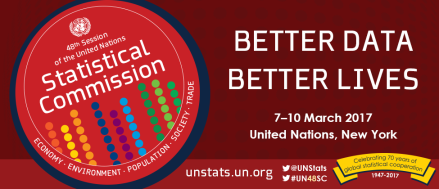 48th Session
of the United Nations
Statistical
Commission
ECONOMY · ENVIRONMENT · POPULATION · SOCIETY · TRADE
BETTER DATA
BETTER LIVES
7–10 March 2017
United Nations, New York
unstats.un.org
@UNStats
#UN48SC
Celebrating 70 years of
global statistical cooperation
1947-2017